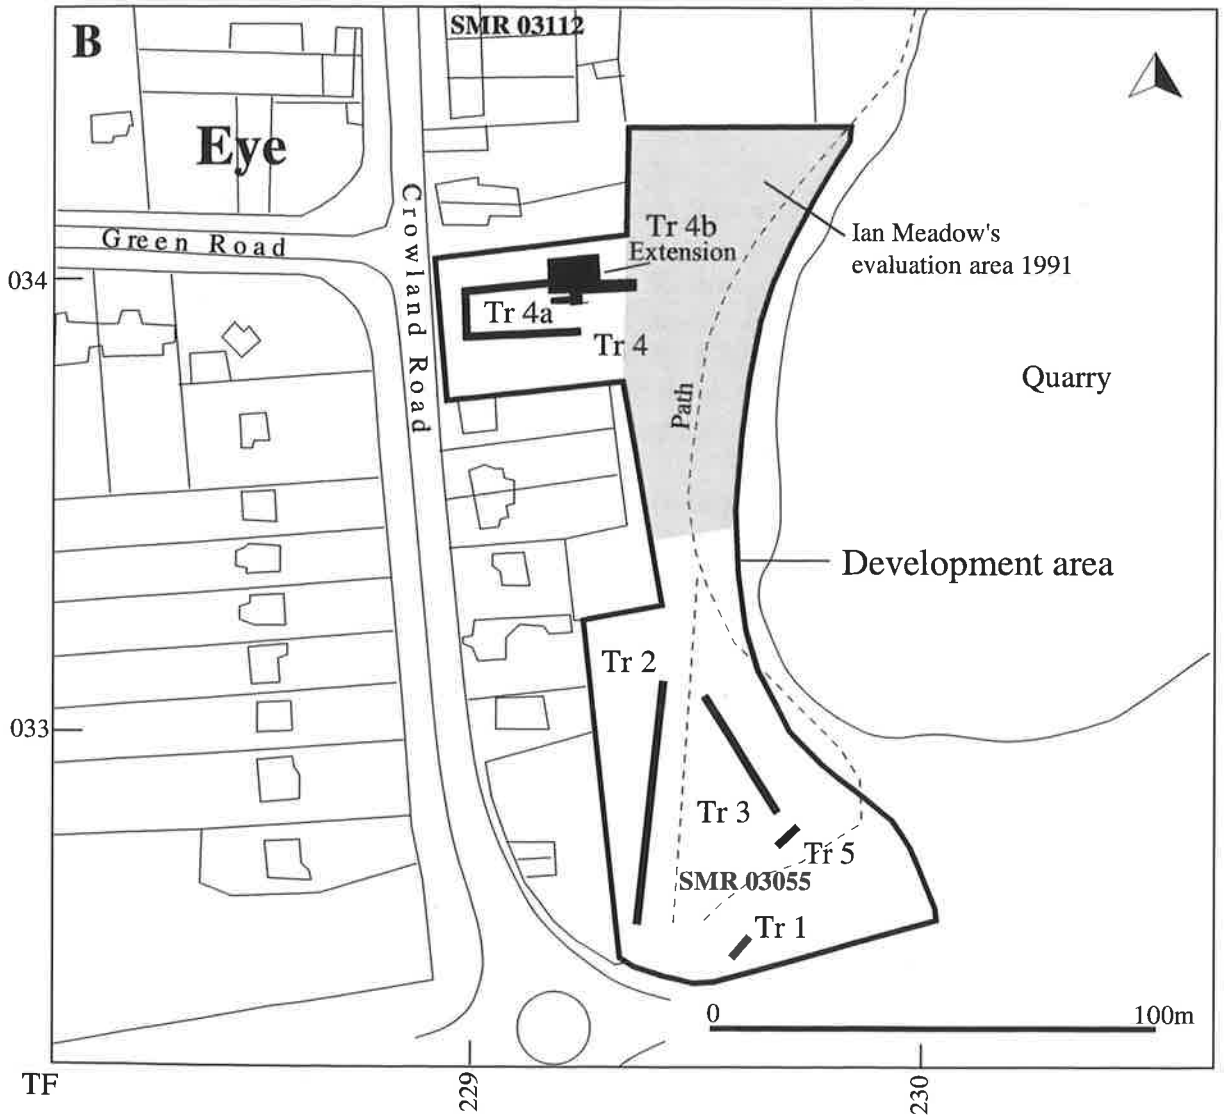 B
SMR 03112
Eye
Green Road
Crowland Road
Tr 4b
Extension
Ian Meadow's
evaluation area 1991
034
Tr 4a
Tr 4
Quarry
Path
Development area
Tr 2
033
Tr 3
Tr 5
SMR 03055
Tr 1
0
100m
TF
229
230